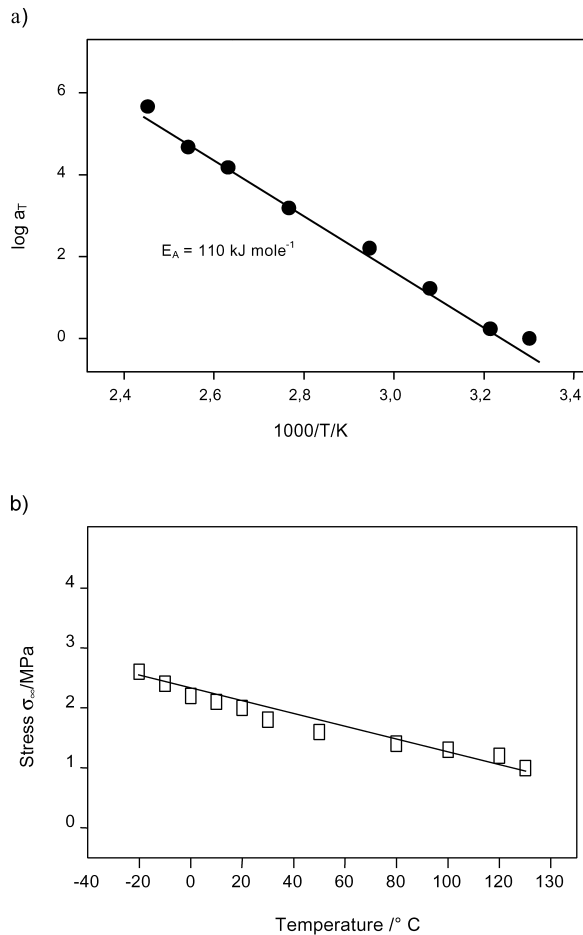 a)
6
4
2
0
log aT
EA = 110 kJ mole-1
2,4 2,6 2,8 3,0 3,2 3,4
1000/T/K
b)
4
3
2
1
0
Stress σ∞/MPa
-40 -20 0 20 40 60 80 100 120 130
Temperature /° C